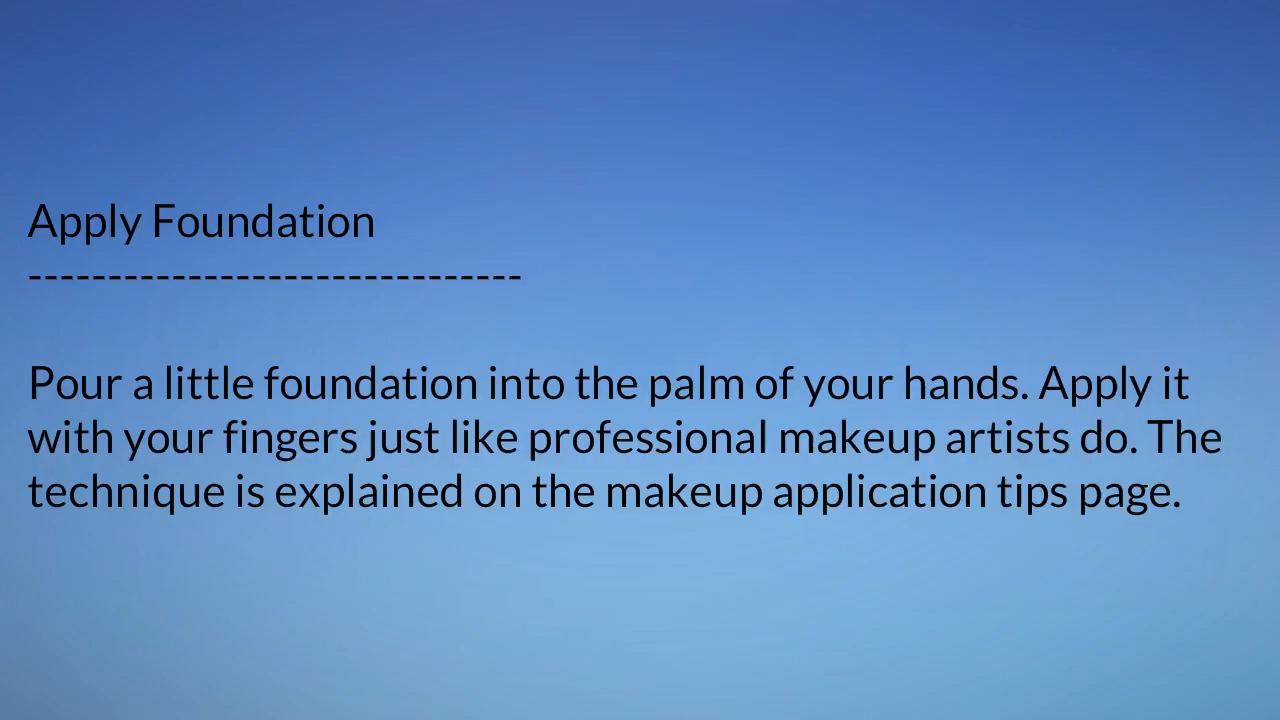 Apply Foundation
-------------------------------
Pour a little foundation into the palm of your hands. Apply it
with your fingers just like professional makeup artists do. The
technique is explained on the makeup application tips page.